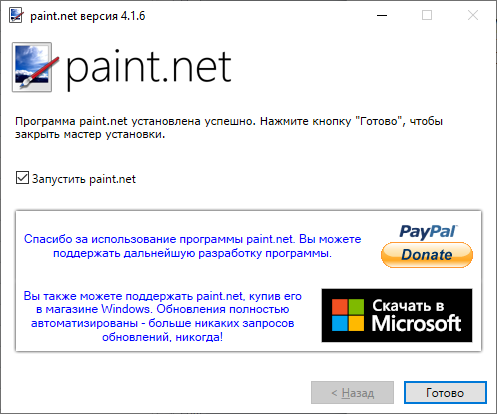 paint.net версия 4.1.6
paint.net
Программа paint.net установлена успешно. Нажмите кнопку "Готово", чтобы
закрыть мастер установки.
Запустить paint.net
Спасибо за использование программы paint.net. Вы можете
поддержать дальнейшую разработку программы.
PayPal
Donate
Вы также можете поддержать paint.net, купив его
в магазине Windows. Обновления полностью
автоматизированы - больше никаких запросов
обновлений, никогда!
Скачать в
Microsoft
< Назад
Готово